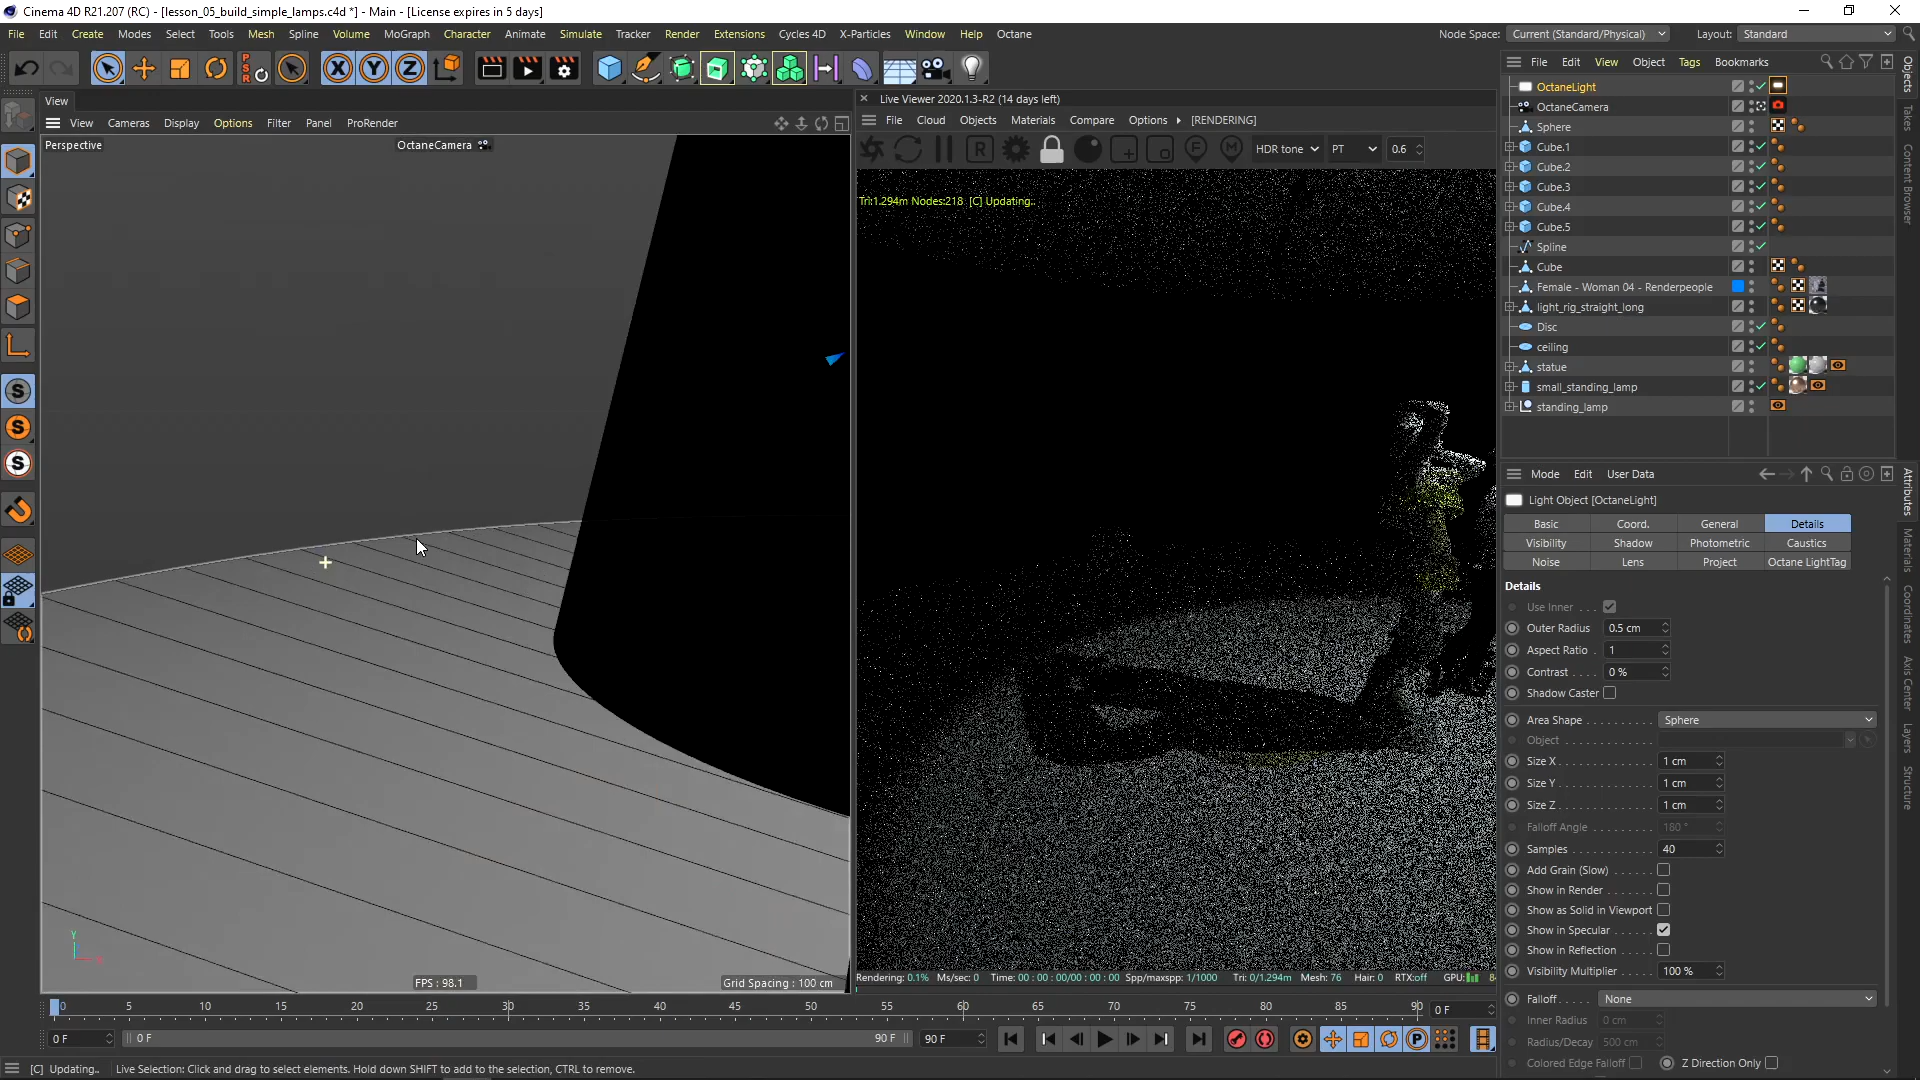 Cinema 4D R21.207 (RC) - [lesson_05_build_simple_lamps.c4d *] - Main - [License expires in 5 days]
File Edit Create Modes Select Tools Mesh Spline Volume MoGraph Character Animate Simulate Tracker Render Extensions Cycles 4D X-Particles Window Help Octane
Node Space: Current (Standard/Physical) Layout: Standard
PSR X Y Z
View
View Cameras Display Options Filter Panel ProRender
Perspective
OctaneCamera
FPS : 98.1
Grid Spacing : 100 cm
Live Viewer 2020.1.3-R2 (14 days left)
File Cloud Objects Materials Compare Options [RENDERING]
HDR tone PT 0.6
Tri:1.294m Nodes:218 [C] Updating..
Rendering: 0.1% Ms/sec: 0 Time: 00 : 00 : 00/00 : 00 : 00 Spp/maxspp: 1/1000 Tri: 0/1.294m Mesh: 76 Hair: 0 RTX:off GPU:
File Edit View Object Tags Bookmarks
OctaneLight
OctaneCamera
Sphere
Cube.1
Cube.2
Cube.3
Cube.4
Cube.5
Spline
Cube
Female - Woman 04 - Renderpeople
light_rig_straight_long
Disc
ceiling
statue
small_standing_lamp
standing_lamp
Objects
Takes
Content Browser
Mode Edit User Data
Light Object [OctaneLight]
Basic Coord. General Details
Visibility Shadow Photometric Caustics
Noise Lens Project Octane LightTag
Details
Use Inner
Outer Radius 0.5 cm
Aspect Ratio 1
Contrast 0 %
Shadow Caster
Area Shape Sphere
Object
Size X 1 cm
Size Y 1 cm
Size Z 1 cm
Falloff Angle 180 °
Samples 40
Add Grain (Slow)
Show in Render
Show as Solid in Viewport
Show in Specular
Show in Reflection
Visibility Multiplier 100 %
Falloff None
Inner Radius 0 cm
Radius/Decay 500 cm
Colored Edge Falloff Z Direction Only
Attributes
Materials
Coordinates
Axis Center
Layers
Structure
0 5 10 15 20 25 30 35 40 45 50 55 60 65 70 75 80 85 90 0 F
0 F 0 F 90 F 90 F
[C] Updating.. Live Selection: Click and drag to select elements. Hold down SHIFT to add to the selection, CTRL to remove.